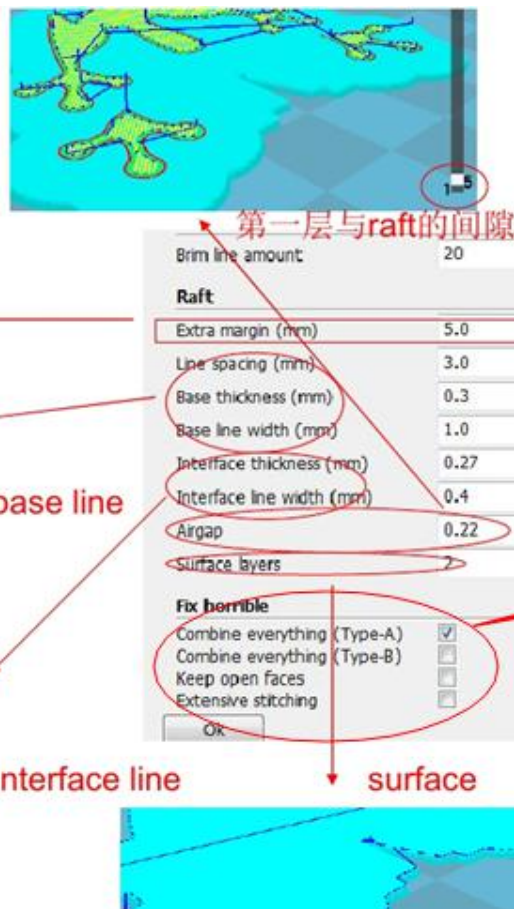 1 5
第一层与raft的间隙
Brim line amount 20
Raft
Extra margin (mm) 5.0
Line spacing (mm) 3.0
Base thickness (mm) 0.3
Base line width (mm) 1.0
Interface thickness (mm) 0.27
base line
Interface line width (mm) 0.4
Airgap 0.22
Surface layers 2
Fix horrible
Combine everything (Type-A)
Combine everything (Type-B)
Keep open faces
Extensive stitching
Ok
nterface line
surface